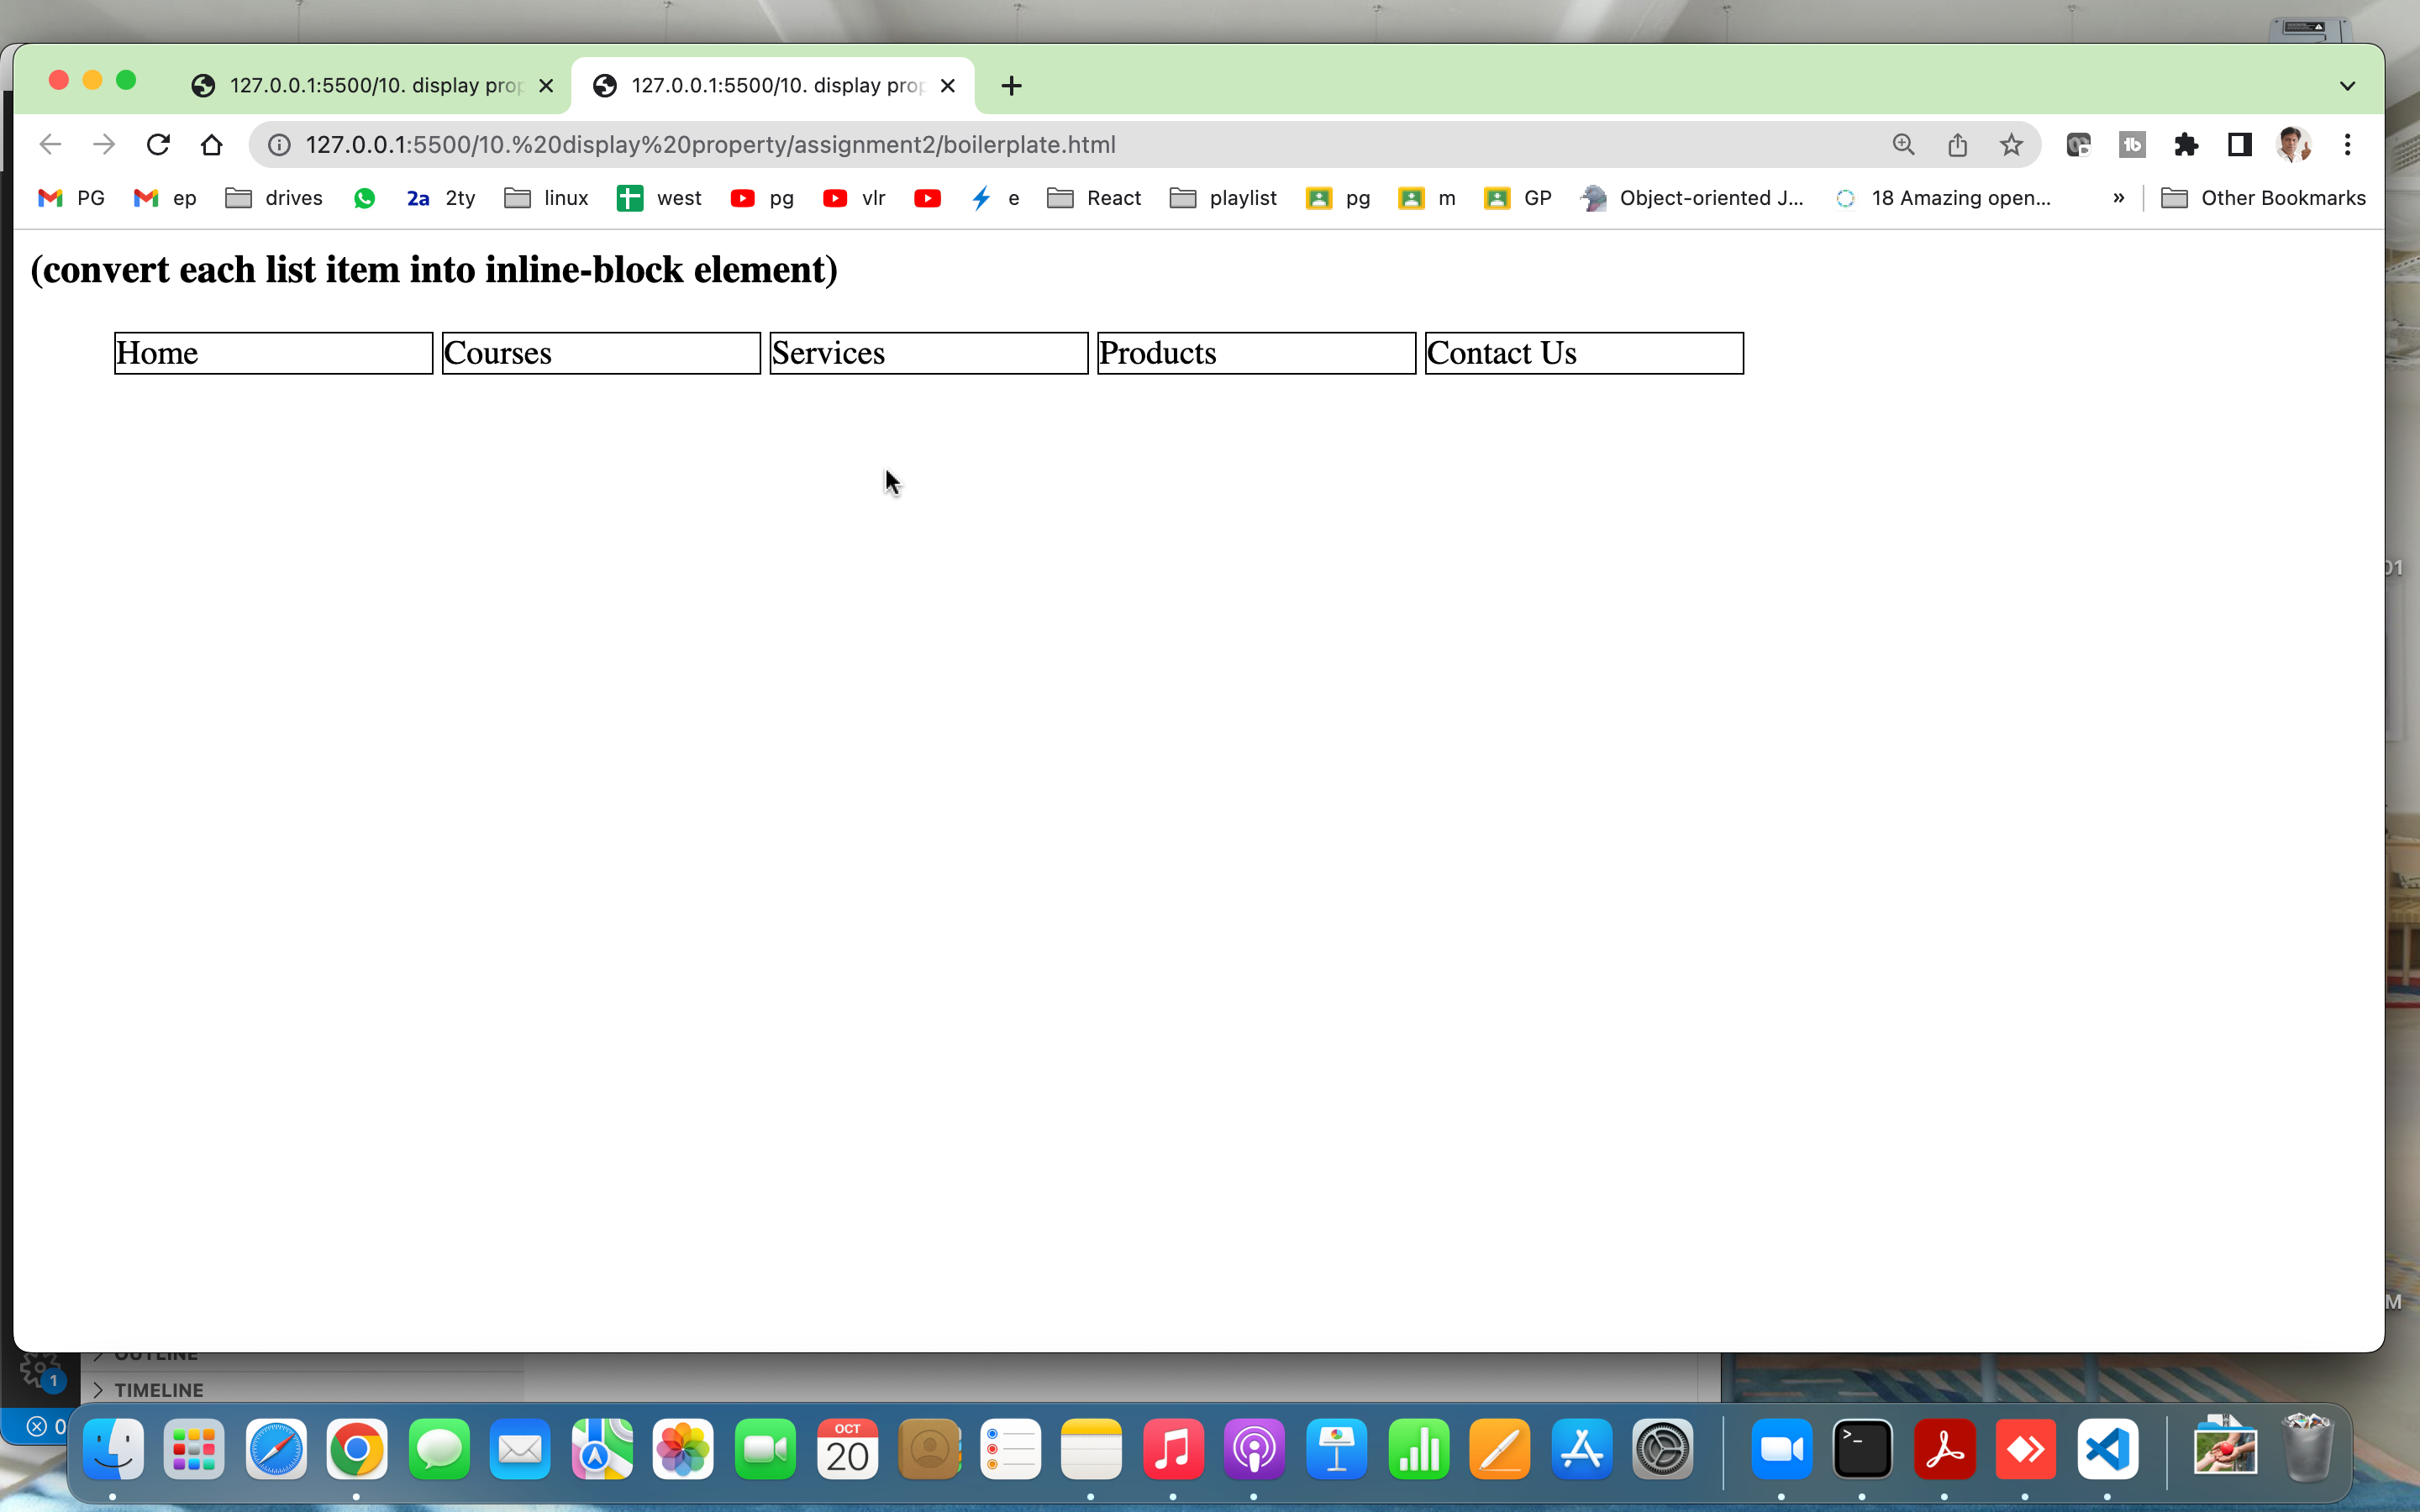 127.0.0.1:5500/10. display prop
127.0.0.1:5500/10. display prop
127.0.0.1:5500/10.%20display%20property/assignment2/boilerplate.html
PG ep drives 2a 2ty linux west pg vlr e React playlist pg m GP Object-oriented J... 18 Amazing open... » Other Bookmarks
(convert each list item into inline-block element)
Home Courses Services Products Contact Us
01
M
OUTLINE
1
TIMELINE
0
OCT
20
>_